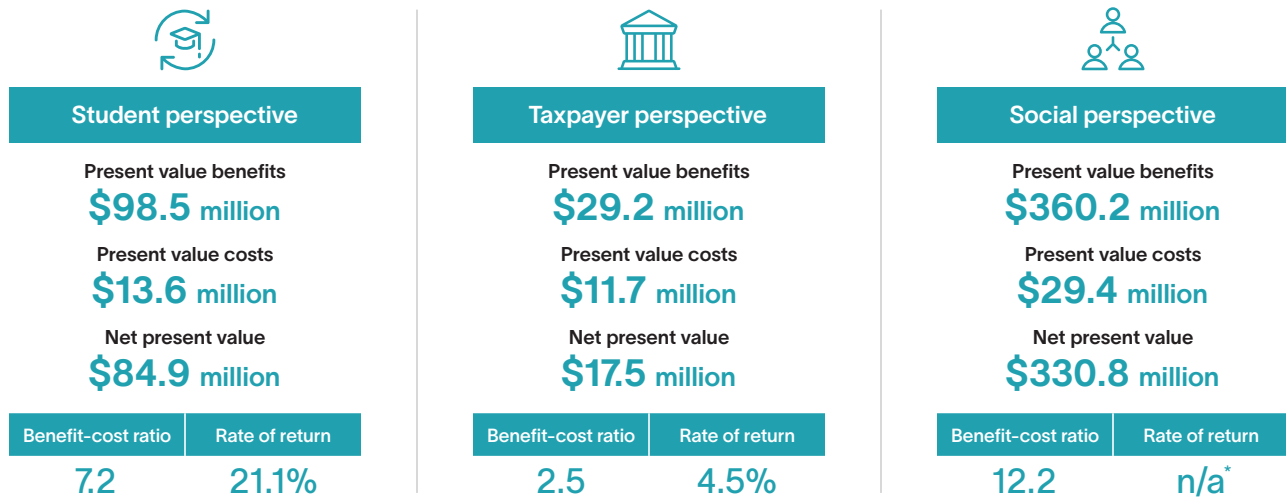 Student perspective
Present value benefits
$98.5 million
Present value costs
$13.6 million
Net present value
$84.9 million
Benefit-cost ratio
Rate of return
7.2
21.1%
Taxpayer perspective
Present value benefits
$29.2 million
Present value costs
$11.7 million
Net present value
$17.5 million
Benefit-cost ratio
Rate of return
2.5
4.5%
Social perspective
Present value benefits
$360.2 million
Present value costs
$29.4 million
Net present value
$330.8 million
Benefit-cost ratio
Rate of return
12.2
n/a*